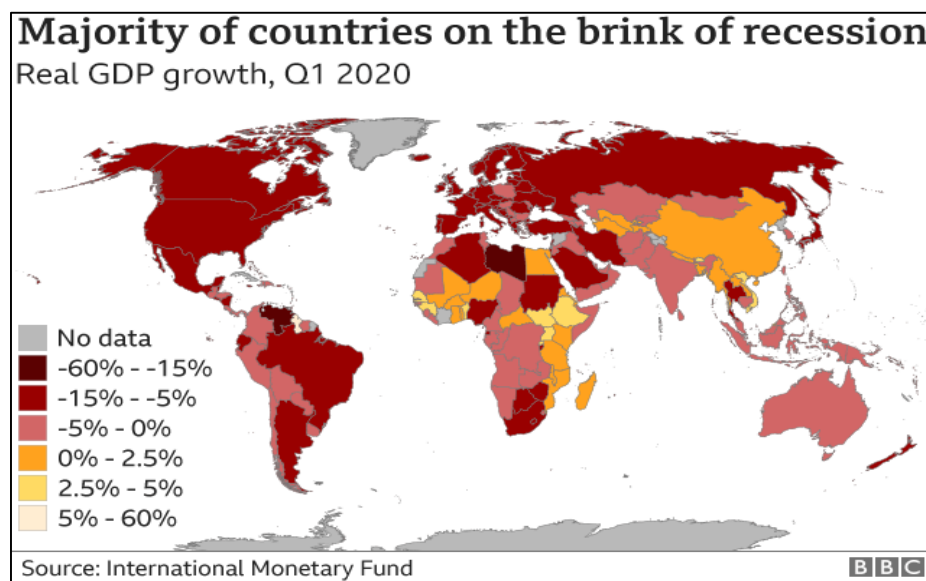 Majority of countries on the brink of recession
Real GDP growth, Q1 2020
No data
-60% - -15%
-15% - -5%
-5% - 0%
0% - 2.5%
2.5% - 5%
5% - 60%
Source: International Monetary Fund
BBC